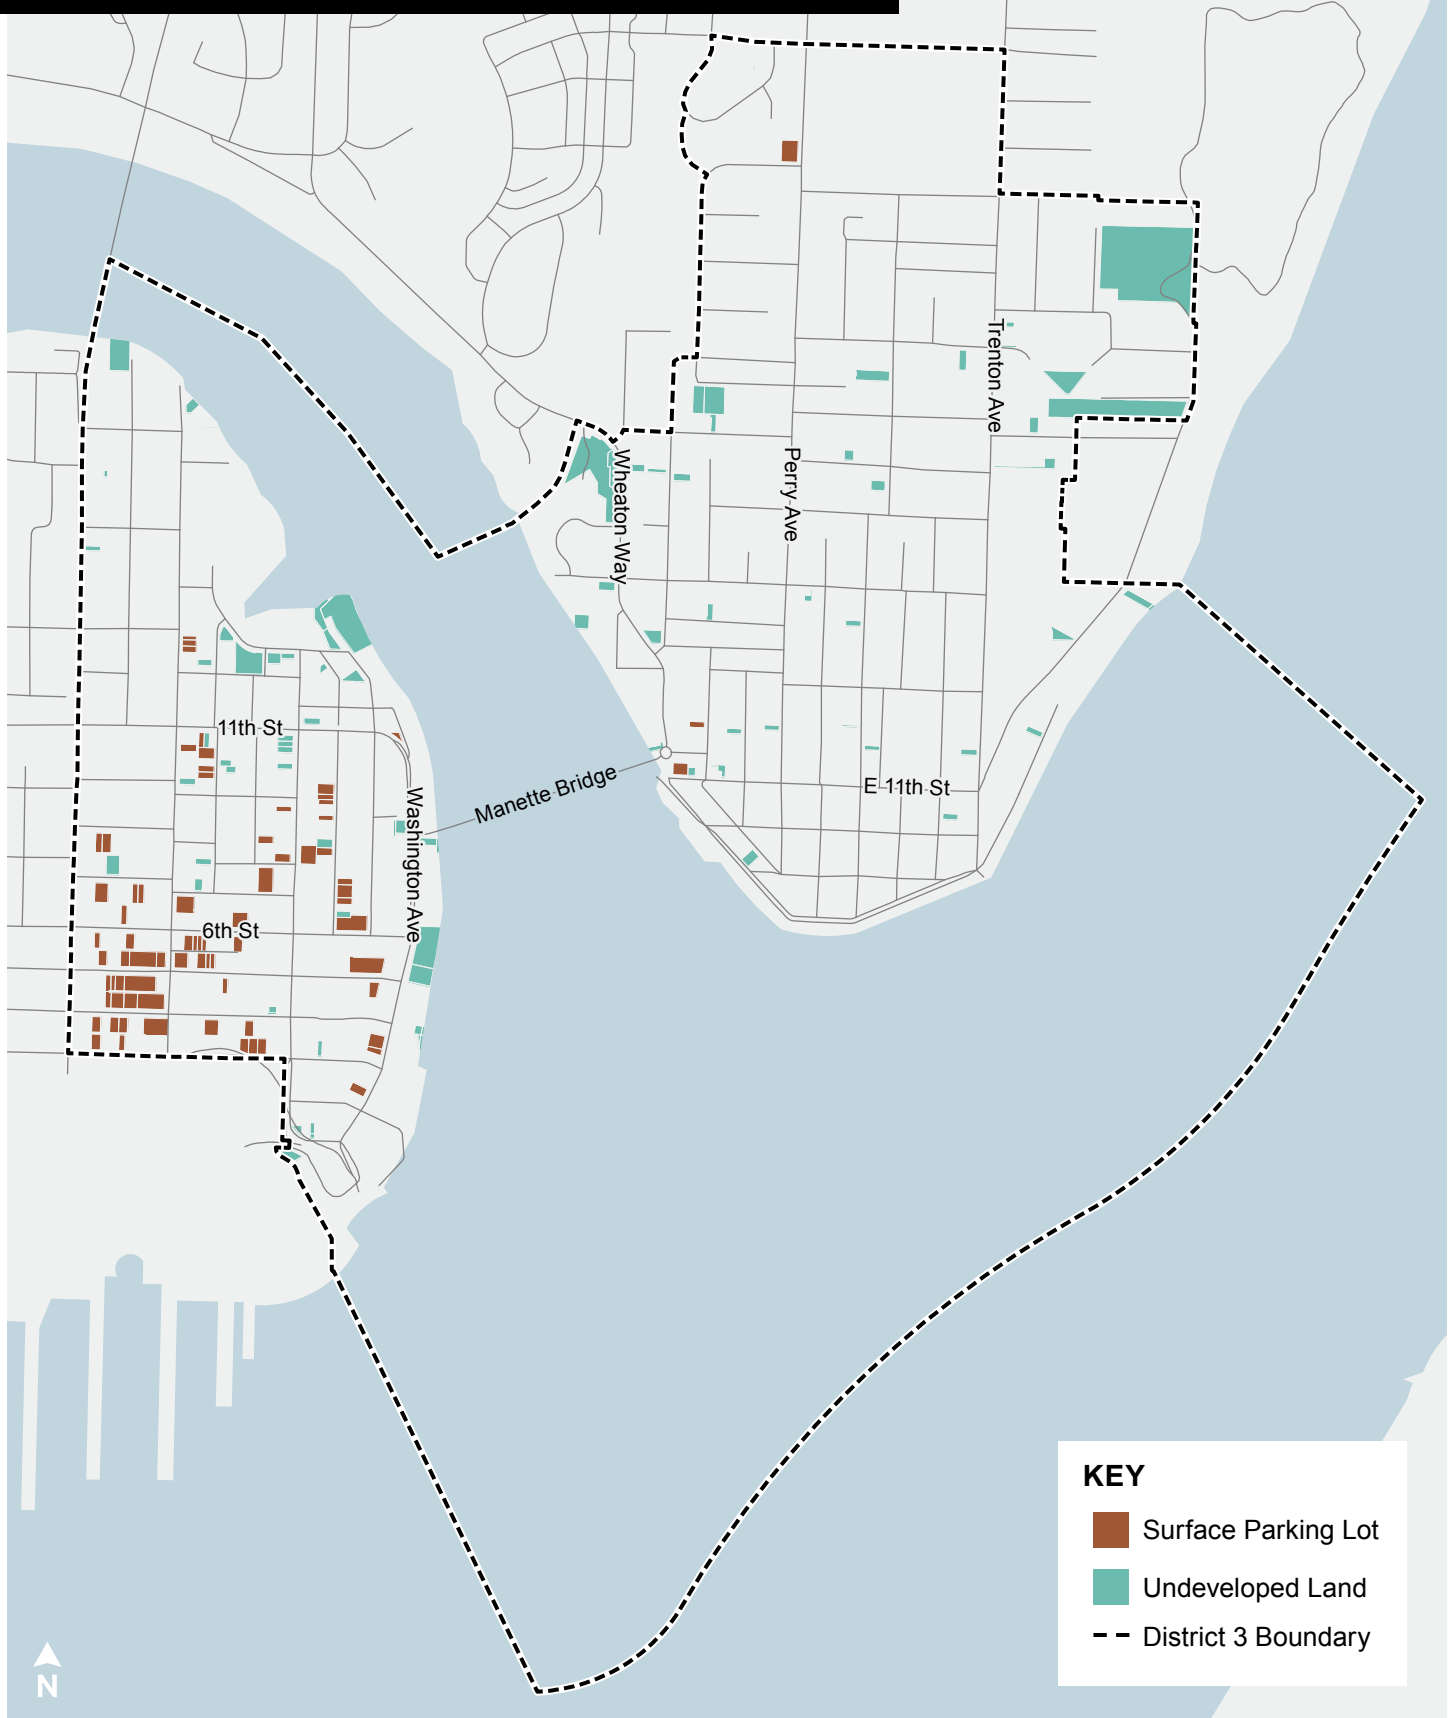 Trenton Ave
Perry Ave
Wheaton Way
11th St
Manette Bridge
E 11th St
Washington Ave
6th St
KEY
Surface Parking Lot
Undeveloped Land
District 3 Boundary
N